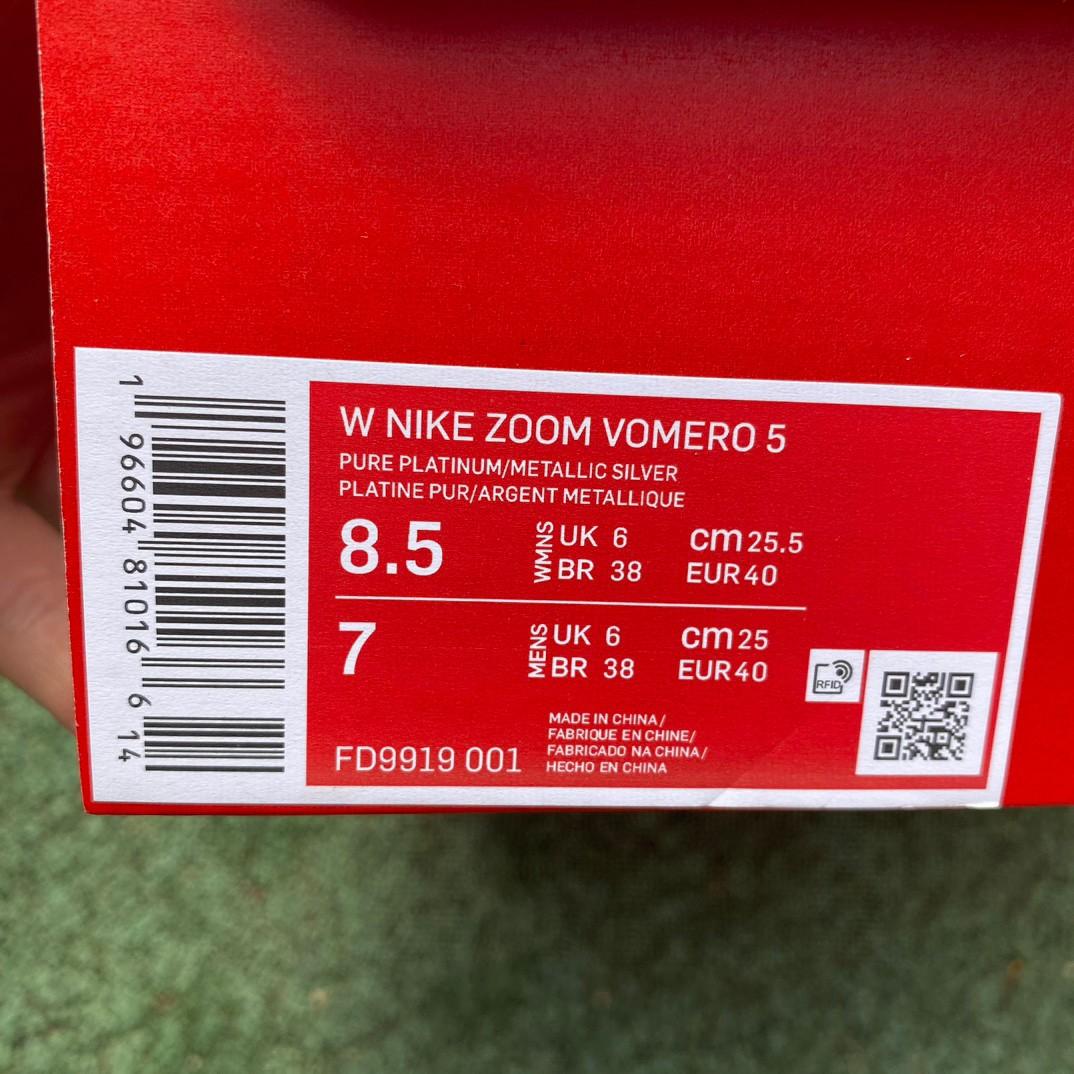 1 96604 81016 6 14
W NIKE ZOOM VOMERO 5
PURE PLATINUM/METALLIC SILVER
PLATINE PUR/ARGENT METALLIQUE
8.5 WMNS UK 6 cm 25.5
BR 38 EUR 40
7 MENS UK 6 cm 25
BR 38 EUR 40
RFID
MADE IN CHINA/
FABRIQUE EN CHINE/
FABRICADO NA CHINA/
HECHO EN CHINA
FD9919 001